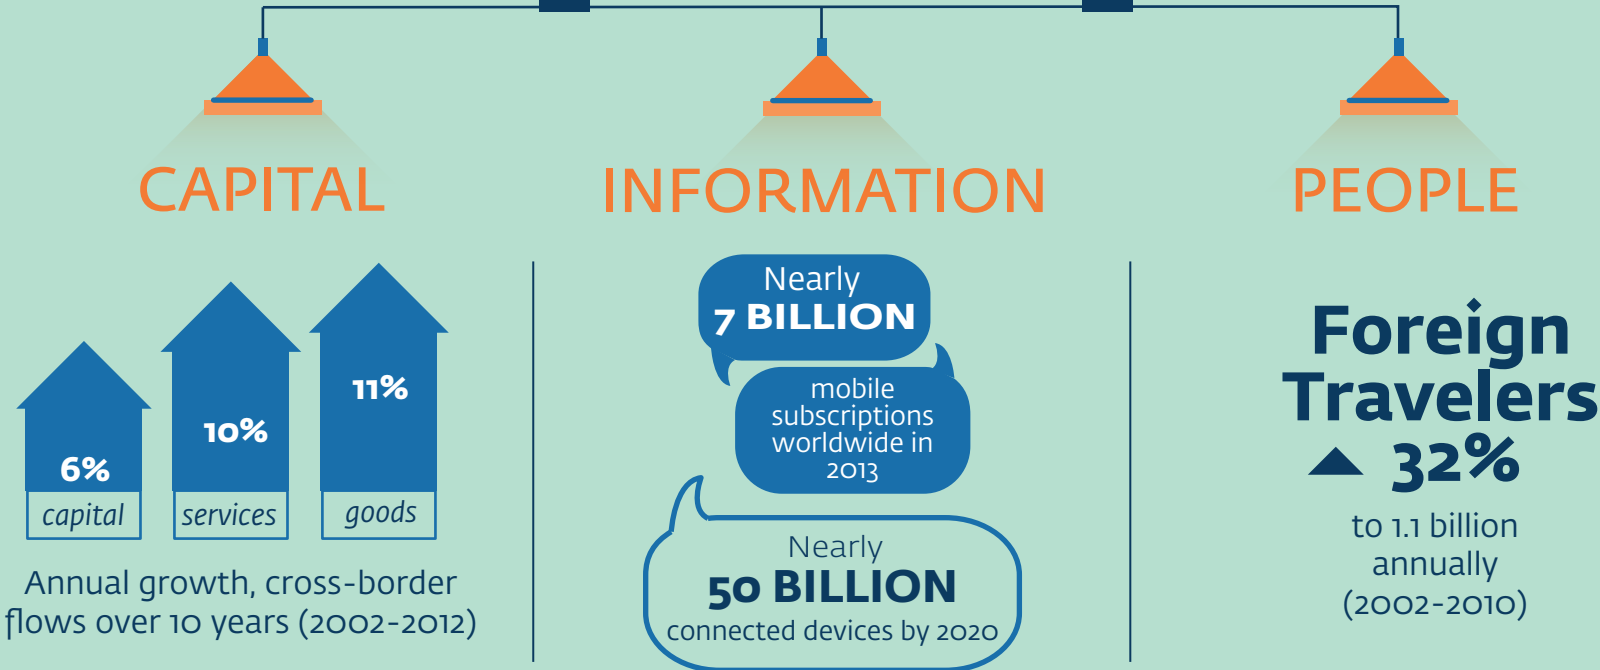 CAPITAL
6%
capital
10%
services
11%
goods
Annual growth, cross-border
flows over 10 years (2002-2012)
INFORMATION
Nearly
7 BILLION
mobile
subscriptions
worldwide in
2013
Nearly
50 BILLION
connected devices by 2020
PEOPLE
Foreign
Travelers
32%
to 1.1 billion
annually
(2002-2010)